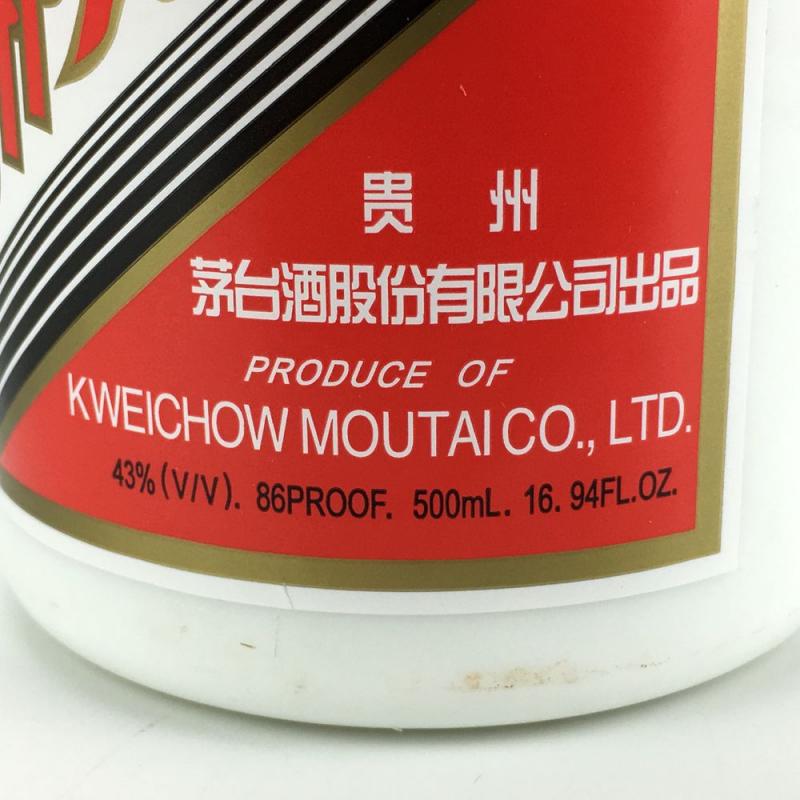 贵 州
茅台酒股份有限公司出品
PRODUCE OF
KWEICHOW MOUTAI CO., LTD.
43% (V/V). 86PROOF. 500mL. 16. 94FL.OZ.